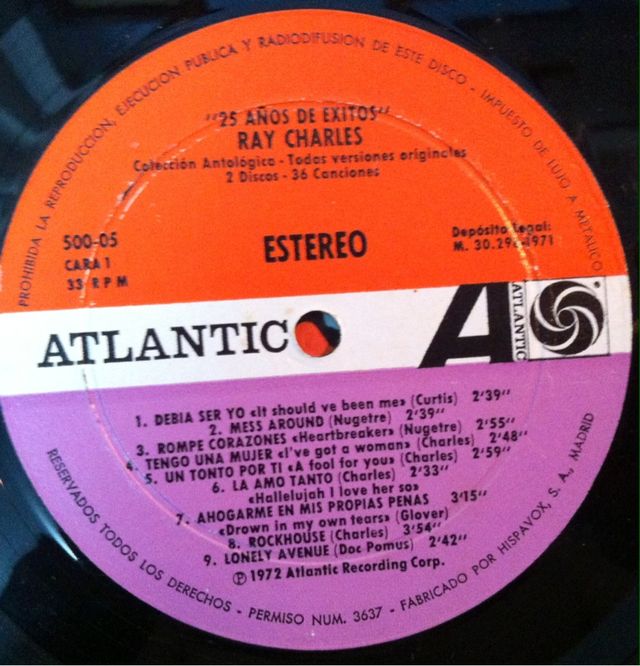 PROHIBIDA LA REPRODUCCION, EJECUCION PUBLICA Y RADIODIFUSION DE ESTE DISCO - IMPUESTO DE LUJO A METALICO
"25 AÑOS DE EXITOS"
RAY CHARLES
Colección Antológica - Todas versiones originales
2 Discos - 36 Canciones
500-05
CARA 1
33 R P M
ESTEREO
Depósito Legal:
M. 30.29 -1971
ATLANTIC
A
ATLANTIC
1. DEBIA SER YO «It should ve been me» (Curtis) 2'39"
2. MESS AROUND (Nugetre) 2'39"
3. ROMPE CORAZONES «Heartbreaker» (Nugetre) 2'55"
4. TENGO UNA MUJER «I've got a woman» (Charles) 2'48"
5. UN TONTO POR TI «A fool for you» (Charles) 2'59"
6. LA AMO TANTO (Charles) 2'33"
«Hallelujah I love her so»
7. AHOGARME EN MIS PROPIAS PENAS 3'15"
«Drown in my own tears» (Glover)
8. ROCKHOUSE (Charles) 3'54"
9. LONELY AVENUE (Doc Pomus) 2'42"
℗ 1972 Atlantic Recording Corp.
RESERVADOS TODOS LOS DERECHOS - PERMISO NUM. 3637 - FABRICADO POR HISPAVOX, S. A., MADRID